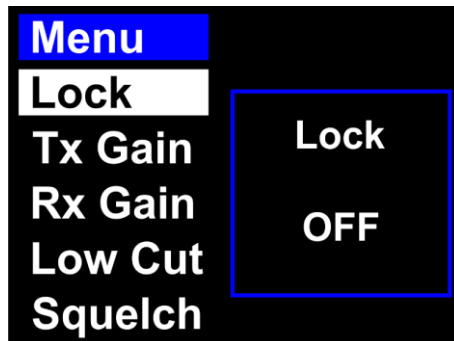 Menu
Lock
Tx Gain
Rx Gain
Low Cut
Squelch
Lock
OFF